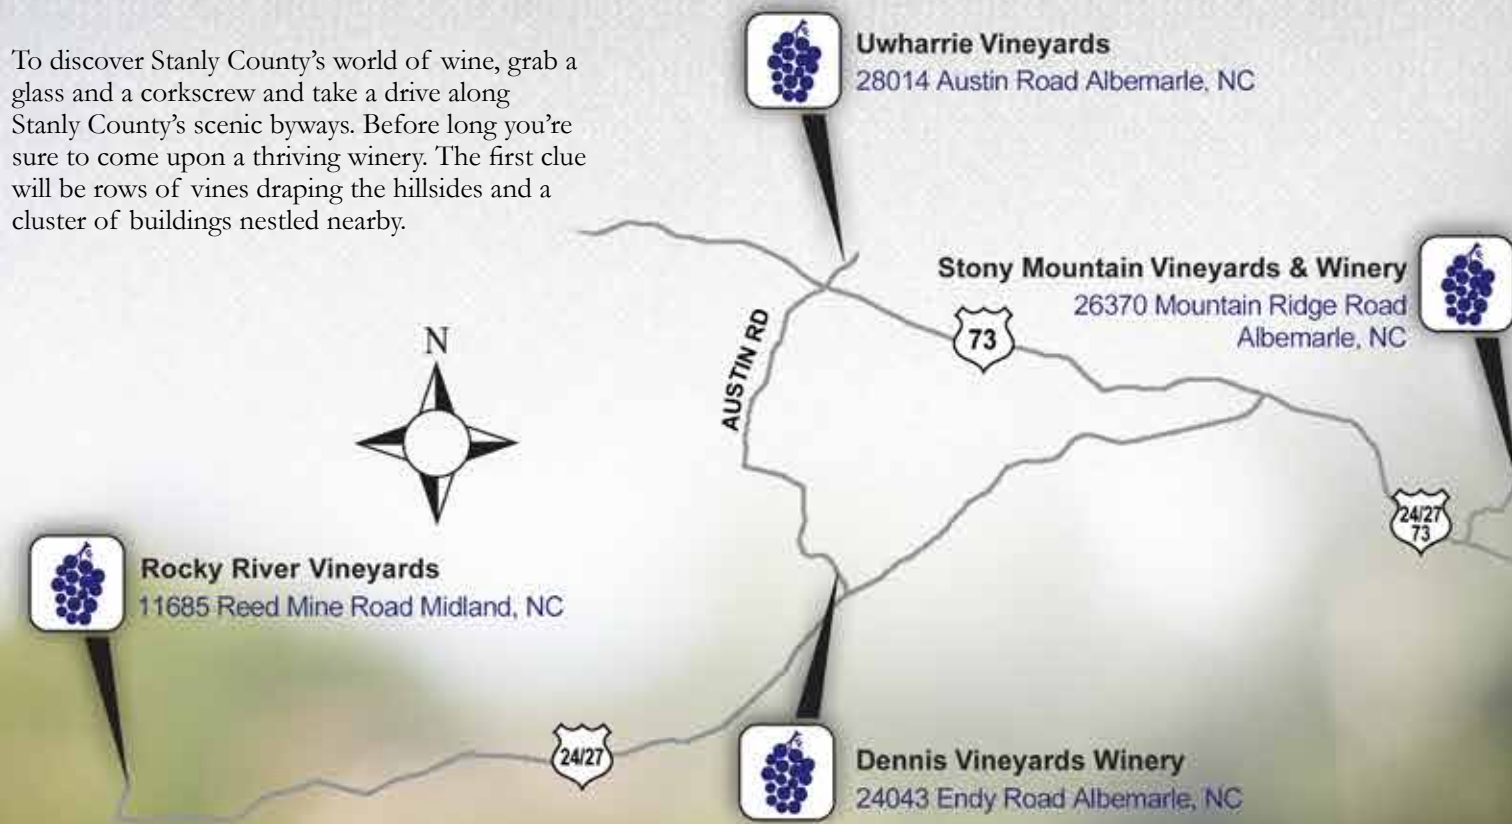 To discover Stanly County’s world of wine, grab a
glass and a corkscrew and take a drive along
Stanly County’s scenic byways. Before long you’re
sure to come upon a thriving winery. The first clue
will be rows of vines draping the hillsides and a
cluster of buildings nestled nearby.
Uwharrie Vineyards
28014 Austin Road Albemarle, NC
Stony Mountain Vineyards & Winery
26370 Mountain Ridge Road
Albemarle, NC
73
AUSTIN RD
N
24/27
73
Rocky River Vineyards
11685 Reed Mine Road Midland, NC
24/27
Dennis Vineyards Winery
24043 Endy Road Albemarle, NC